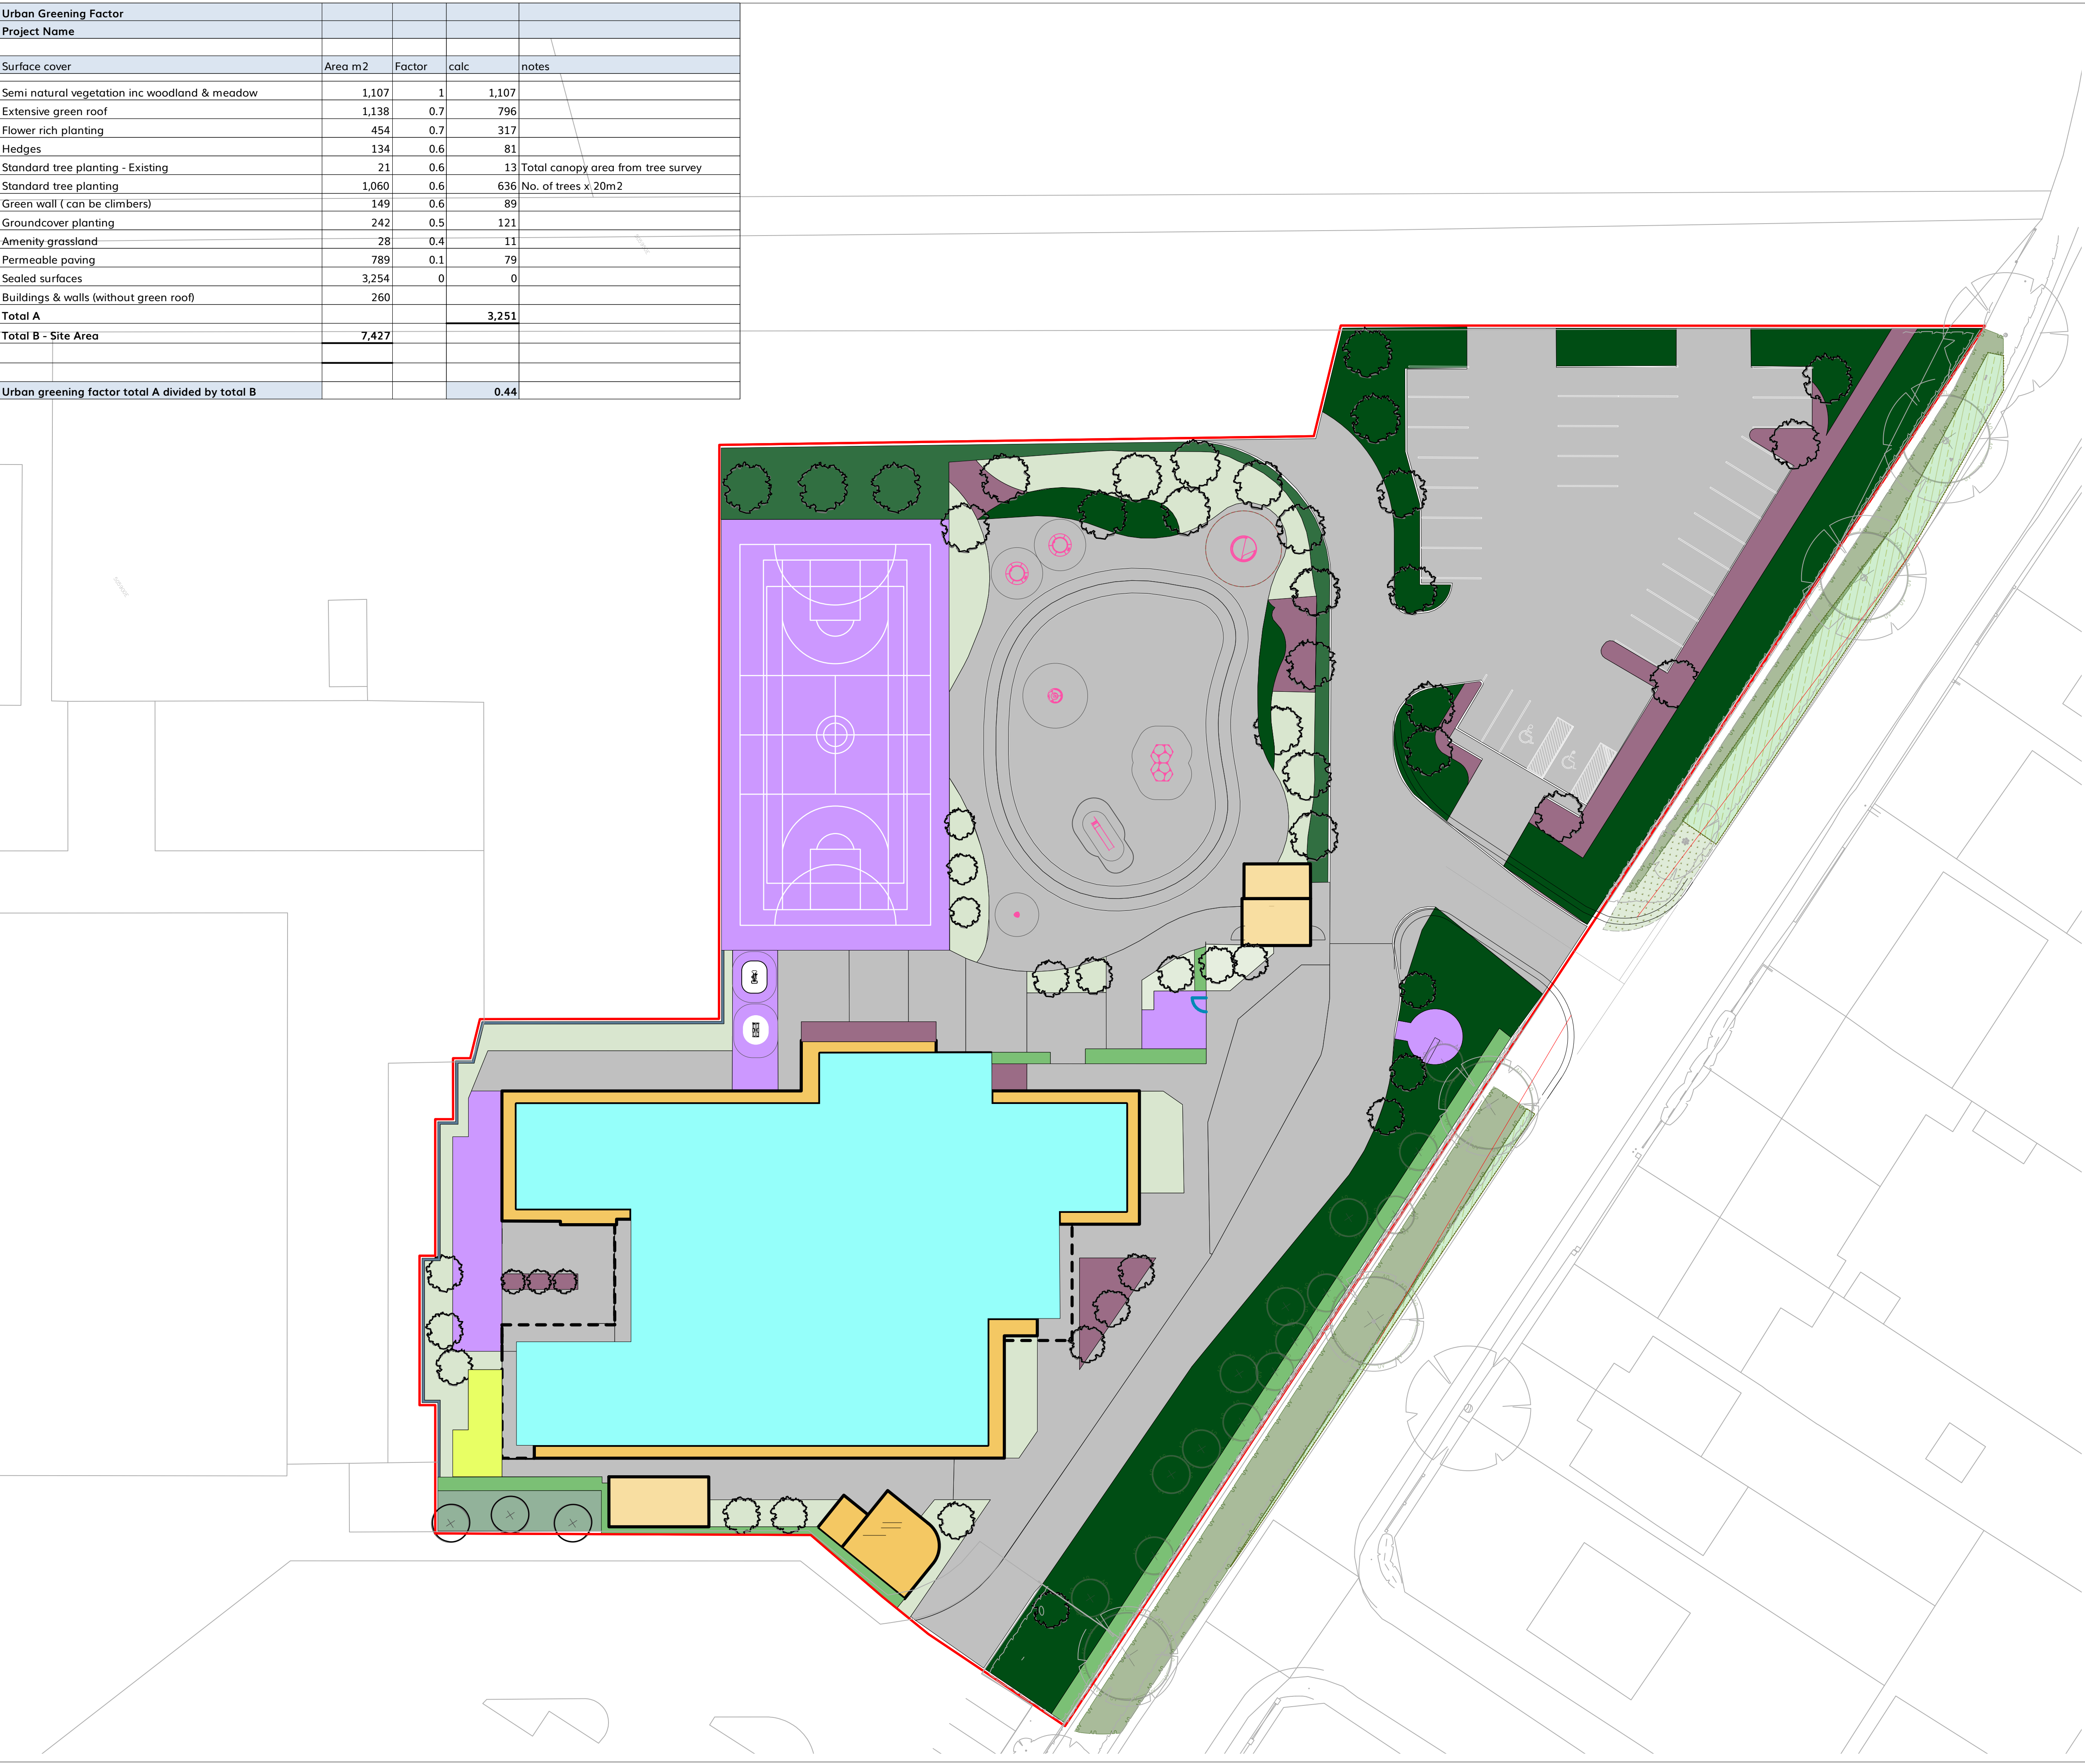 Urban Greening Factor
Project Name
Surface cover Area m2 Factor calc notes
Semi natural vegetation inc woodland & meadow 1,107 1 1,107
Extensive green roof 1,138 0.7 796
Flower rich planting 454 0.7 317
Hedges 134 0.6 81
Standard tree planting - Existing 21 0.6 13 Total canopy area from tree survey
Standard tree planting 1,060 0.6 636 No. of trees x 20m2
Green wall ( can be climbers) 149 0.6 89
Groundcover planting 242 0.5 121
Amenity grassland 28 0.4 11
Permeable paving 789 0.1 79
Sealed surfaces 3,254 0 0
Buildings & walls (without green roof) 260
Total A 3,251
Total B - Site Area 7,427
Urban greening factor total A divided by total B 0.44